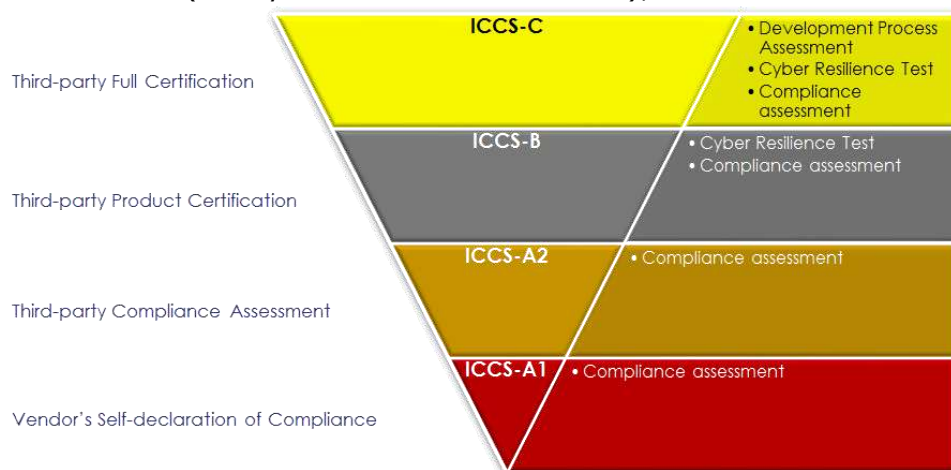 ICCS-C
• Development Process
Assessment
• Cyber Resilience Test
• Compliance
assessment
Third-party Full Certification
ICCS-B
• Cyber Resilience Test
• Compliance assessment
Third-party Product Certification
ICCS-A2
• Compliance assessment
Third-party Compliance Assessment
ICCS-A1
• Compliance assessment
Vendor's Self-declaration of Compliance